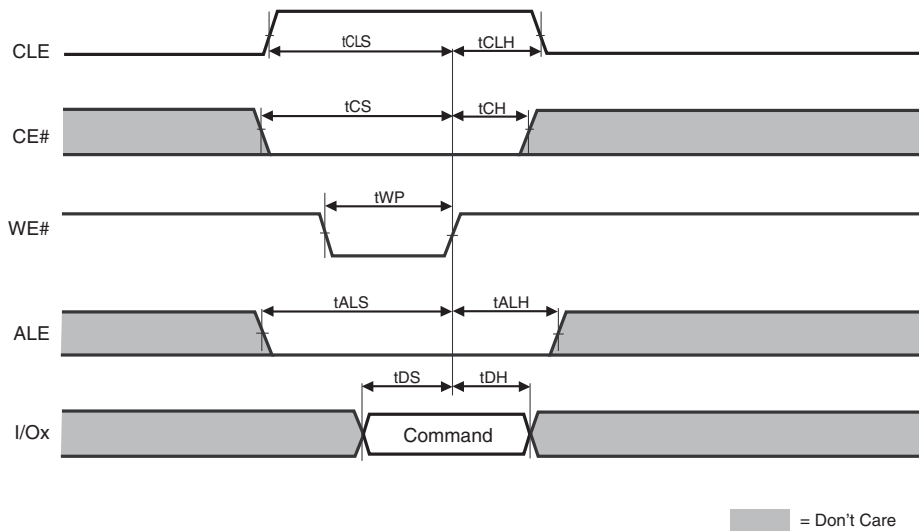 CLE
tCLS
tCLH
CE#
tCS
tCH
WE#
tWP
ALE
tALS
tALH
I/Ox
tDS
tDH
Command
= Don't Care